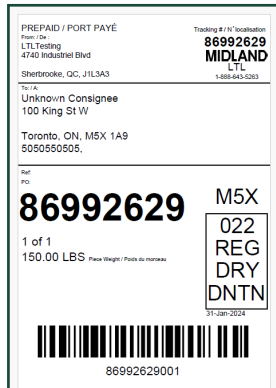 PREPAID / PORT PAYÉ
From: / De :
LTLTesting
4740 Industriel Blvd
Sherbrooke, QC, J1L3A3
Tracking # / N° localisation
86992629
MIDLAND
LTL
1-888-643-5263
To: / A:
Unknown Consignee
100 King St W
Toronto, ON, M5X 1A9
5050550505,
Ref:
PO:
86992629
M5X
1 of 1
150.00 LBS Piece Weight / Poids du morceau
022
REG
DRY
DNTN
31-Jan-2024
86992629001